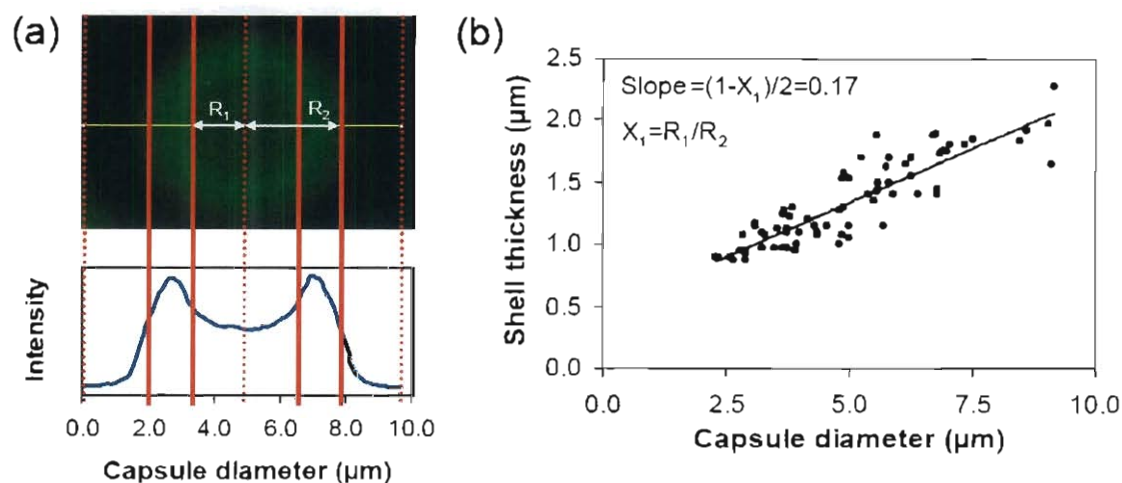 (a)
R1
R2
Intensity
0.0 2.0 4.0 6.0 8.0 10.0
Capsule diameter (µm)
(b)
Slope=(1-X1)/2=0.17
X1=R1/R2
Shell thickness (µm)
2.5
2.0
1.5
1.0
0.5
0.0
0.0 2.5 5.0 7.5 10.0
Capsule diameter (µm)